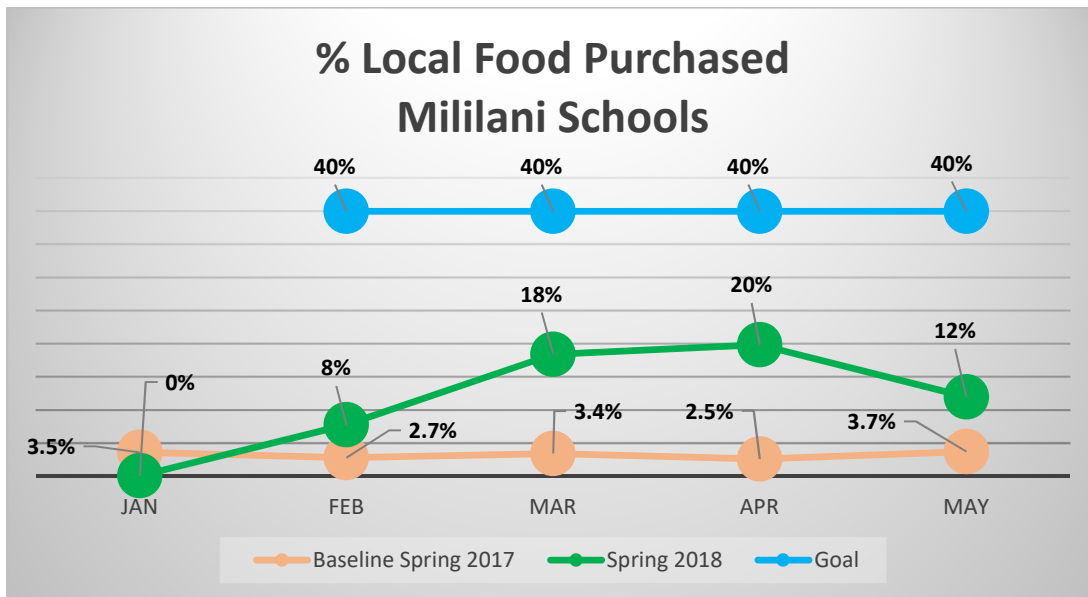 % Local Food Purchased
Mililani Schools
40% 40% 40% 40%
18% 20%
8% 12%
0%
3.5% 2.7% 3.4% 2.5% 3.7%
JAN FEB MAR APR MAY
Baseline Spring 2017 Spring 2018 Goal